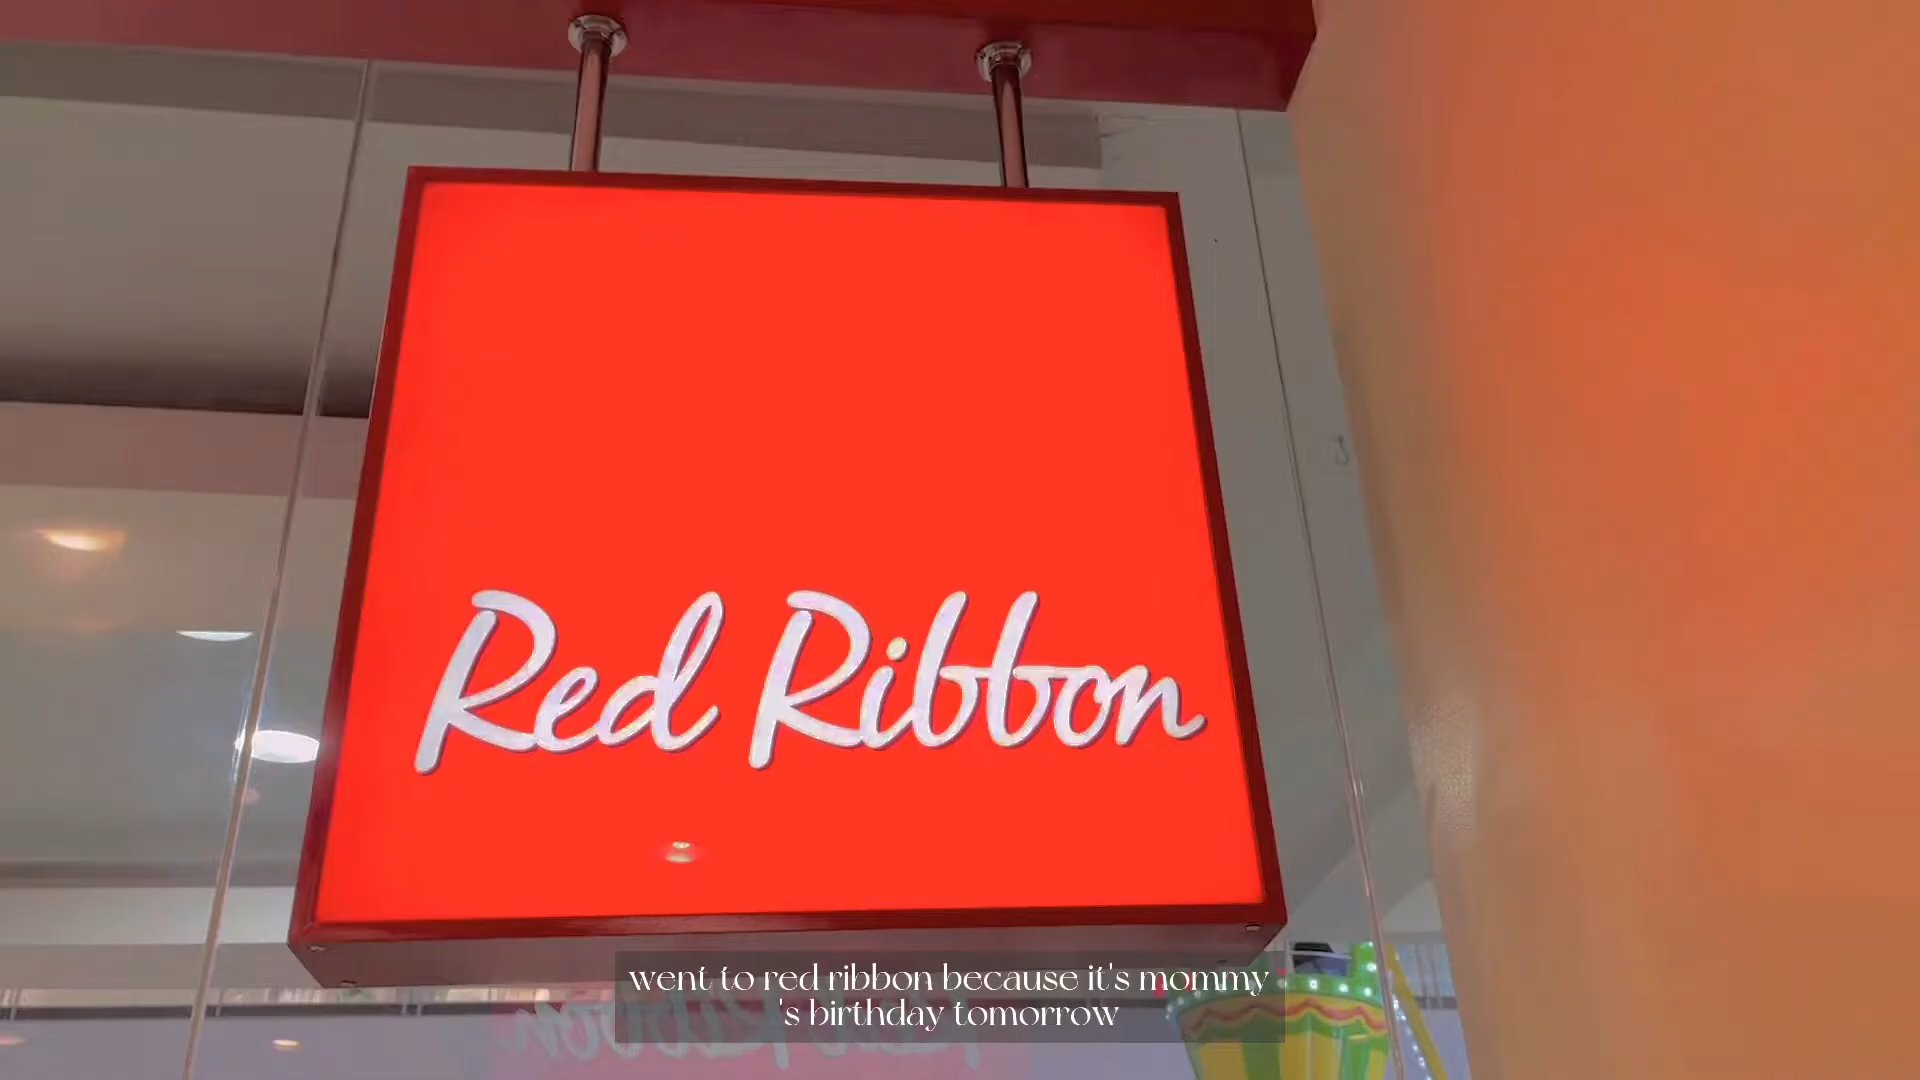 Red Ribbon
went to red ribbon because it's mommy
's birthday tomorrow